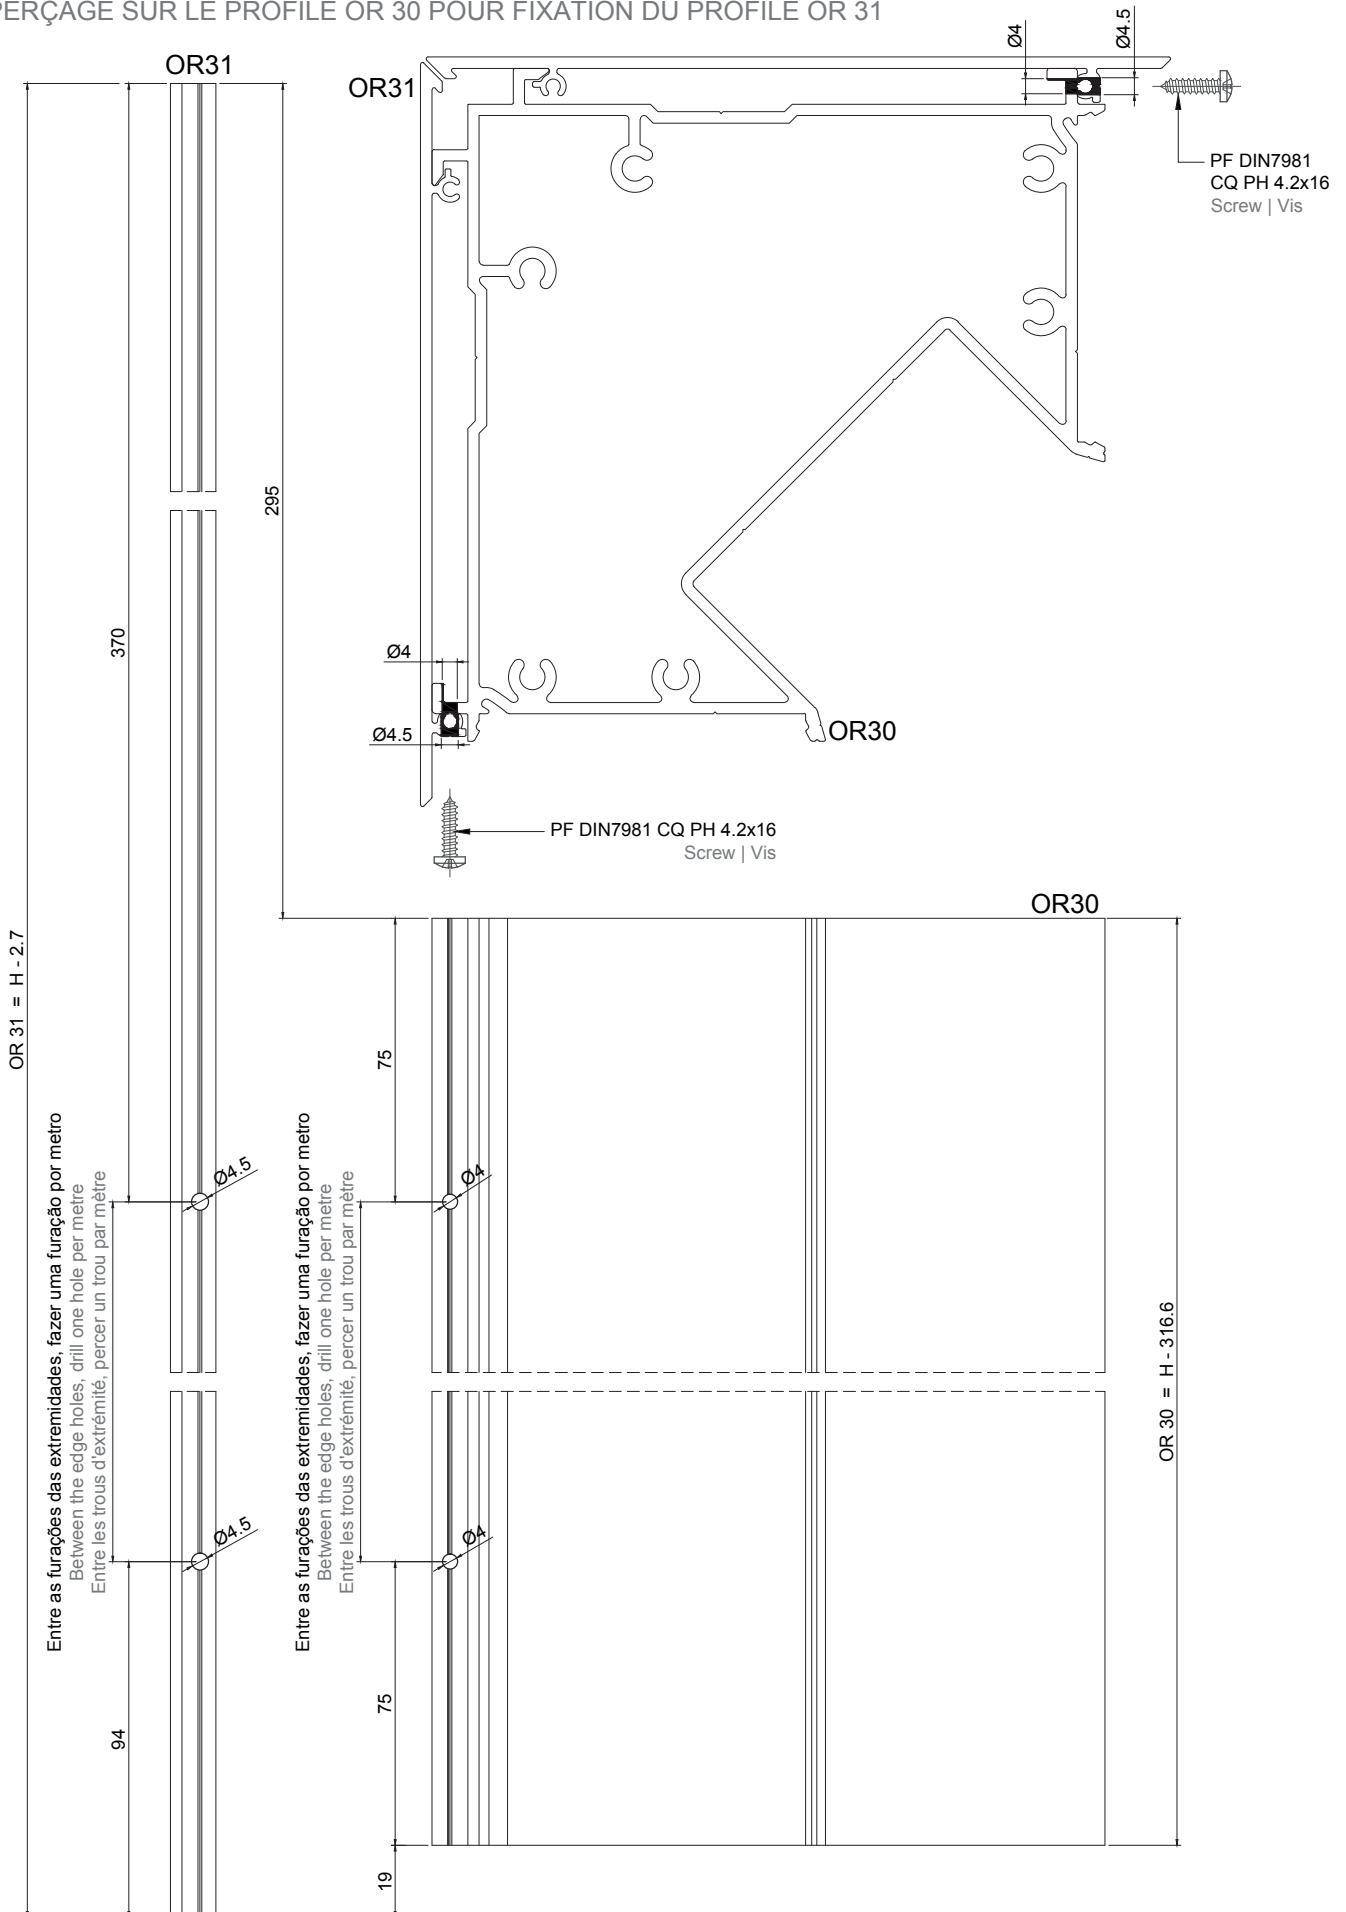 PERÇAGE SUR LE PROFILE OR 30 POUR FIXATION DU PROFILE OR 31
OR31
OR31
Ø4
Ø4.5
PF DIN7981
CQ PH 4.2x16
Screw | Vis
295
370
Ø4
Ø4.5
OR30
PF DIN7981 CQ PH 4.2x16
Screw | Vis
OR30
OR 31 = H - 2.7
75
Entre as furações das extremidades, fazer uma furação por metro
Between the edge holes, drill one hole per metre
Entre les trous d'extrémité, percer un trou par mètre
Ø4.5
Entre as furações das extremidades, fazer uma furação por metro
Between the edge holes, drill one hole per metre
Entre les trous d'extrémité, percer un trou par mètre
Ø4
OR 30 = H - 316.6
Ø4.5
Ø4
94
75
19